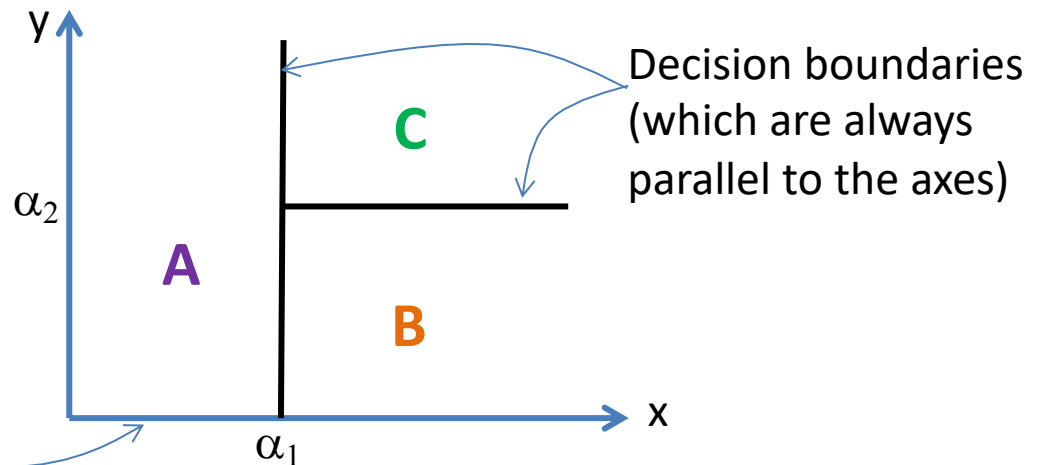 y
Decision boundaries
(which are always
parallel to the axes)
C
α₂
A
B
x
α₁